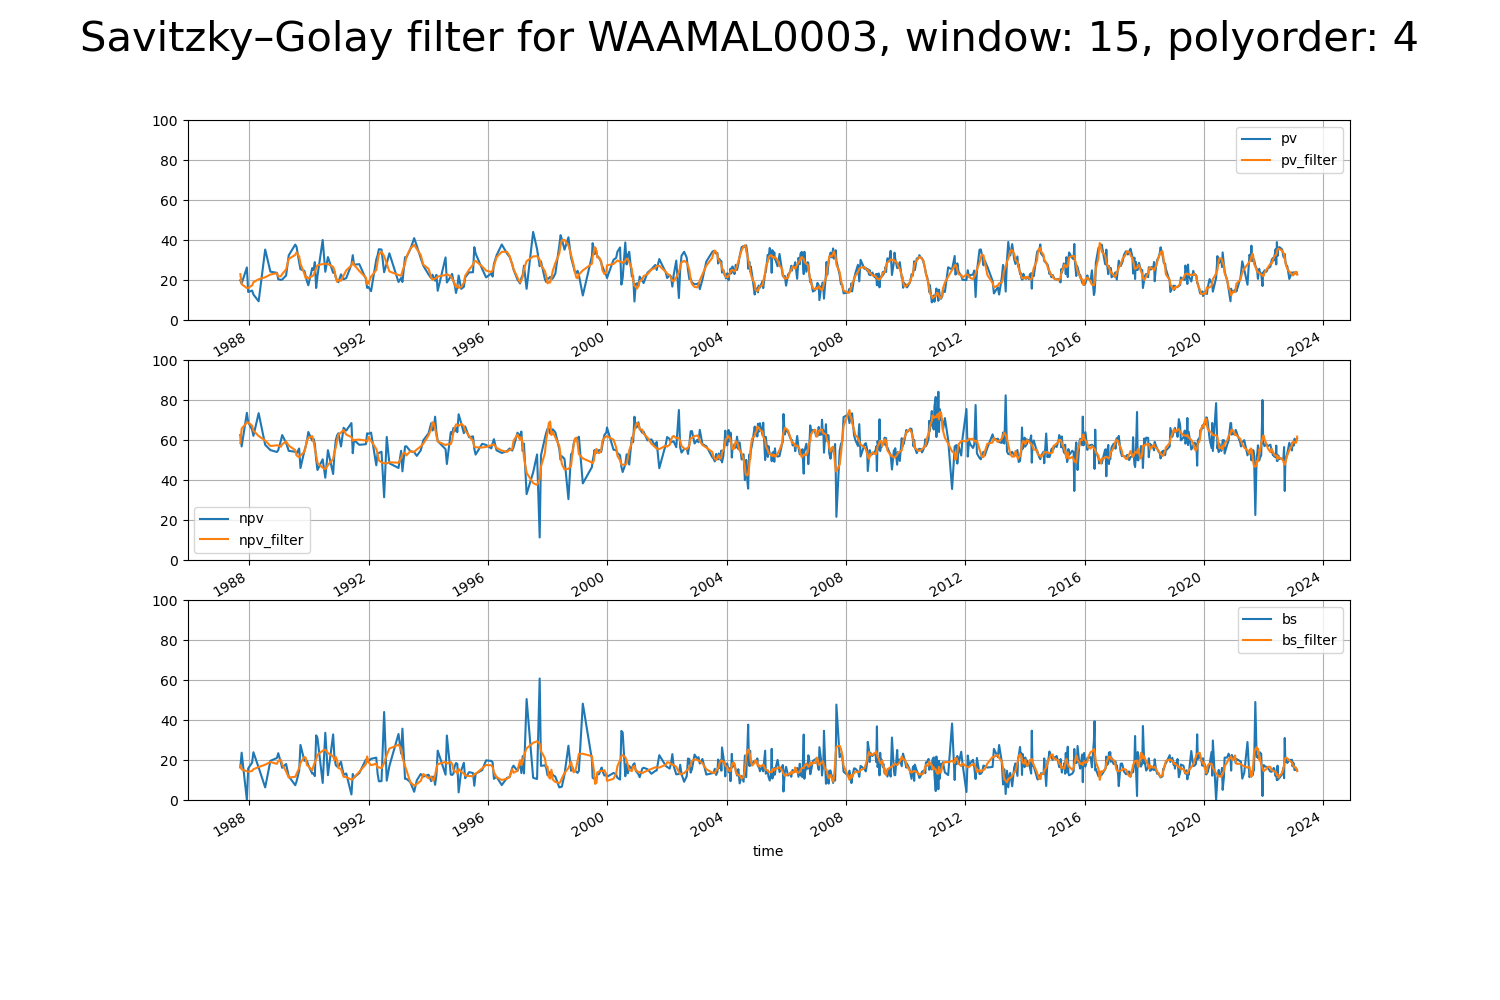 Savitzky–Golay filter for WAAMAL0003, window: 15, polyorder: 4
100
80
60
40
20
0
pv
pv_filter
1988 1992 1996 2000 2004 2008 2012 2016 2020 2024
100
80
60
40
20
0
npv
npv_filter
1988 1992 1996 2000 2004 2008 2012 2016 2020 2024
100
80
60
40
20
0
bs
bs_filter
1988 1992 1996 2000 2004 2008 2012 2016 2020 2024
time